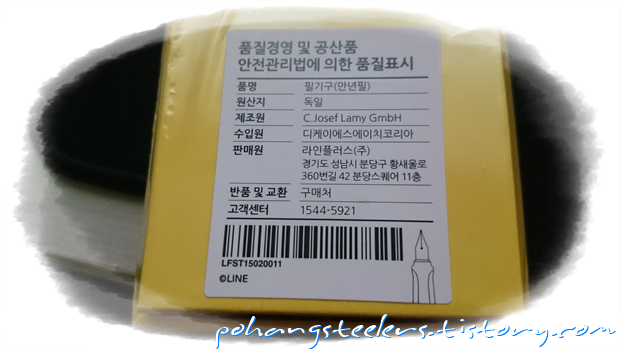 품질경영 및 공산품
안전관리법에 의한 품질표시
품명 필기구(만년필)
원산지 독일
제조원 C.Josef Lamy GmbH
수입원 디케이에스에이치코리아
판매원 라인플러스(주)
경기도 성남시 분당구 황새울로
360번길 42 분당스퀘어 11층
반품 및 교환 구매처
고객센터 1544-5921
LFST15020011
©LINE
pohangsteelers.tistory.com